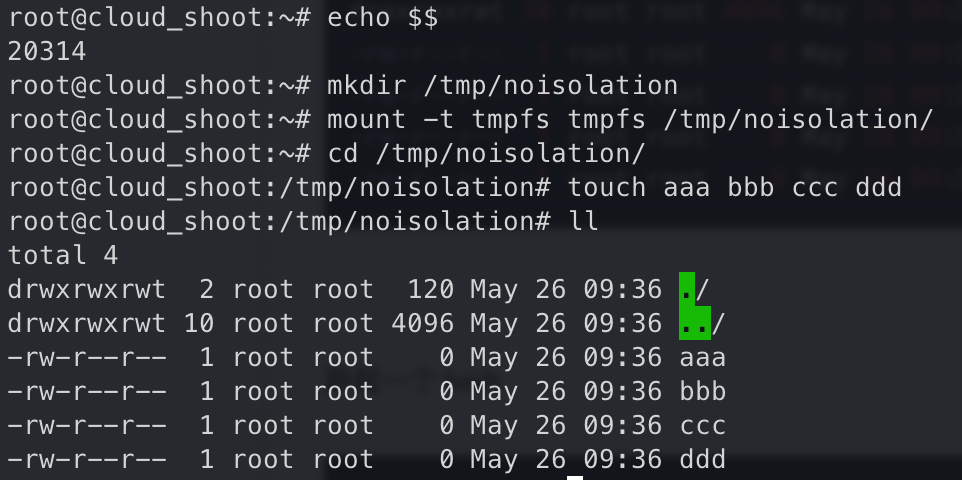 root@cloud_shoot:~# echo $$
20314
root@cloud_shoot:~# mkdir /tmp/noisolation
root@cloud_shoot:~# mount -t tmpfs tmpfs /tmp/noisolation/
root@cloud_shoot:~# cd /tmp/noisolation/
root@cloud_shoot:/tmp/noisolation# touch aaa bbb ccc ddd
root@cloud_shoot:/tmp/noisolation# ll
total 4
drwxrwxrwt  2 root root  120 May 26 09:36 ./
drwxrwxrwt 10 root root 4096 May 26 09:36 ../
-rw-r--r--  1 root root    0 May 26 09:36 aaa
-rw-r--r--  1 root root    0 May 26 09:36 bbb
-rw-r--r--  1 root root    0 May 26 09:36 ccc
-rw-r--r--  1 root root    0 May 26 09:36 ddd